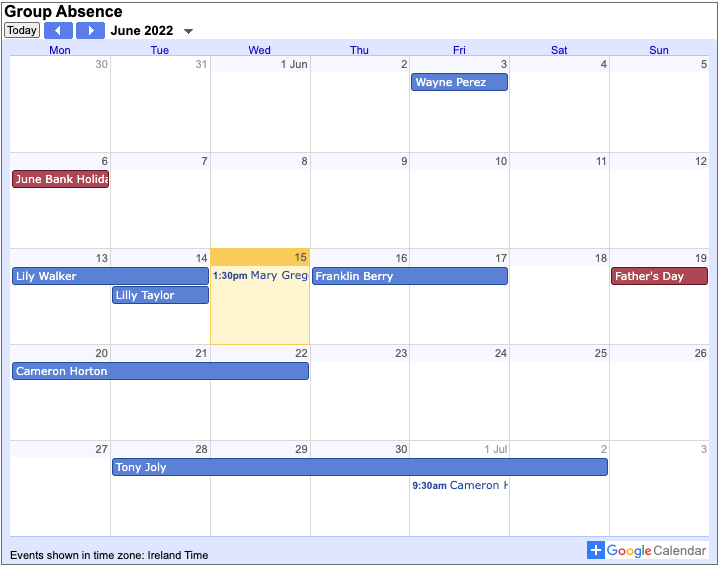 Group Absence
Today June 2022
Mon Tue Wed Thu Fri Sat Sun
30 31 1 Jun 2 3 4 5
Wayne Perez
6 7 8 9 10 11 12
June Bank Holida
13 14 15 16 17 18 19
Lily Walker 1:30pm Mary Greg Franklin Berry Father's Day
Lilly Taylor
20 21 22 23 24 25 26
Cameron Horton
27 28 29 30 1 Jul 2 3
Tony Joly
9:30am Cameron H
Events shown in time zone: Ireland Time
Google Calendar